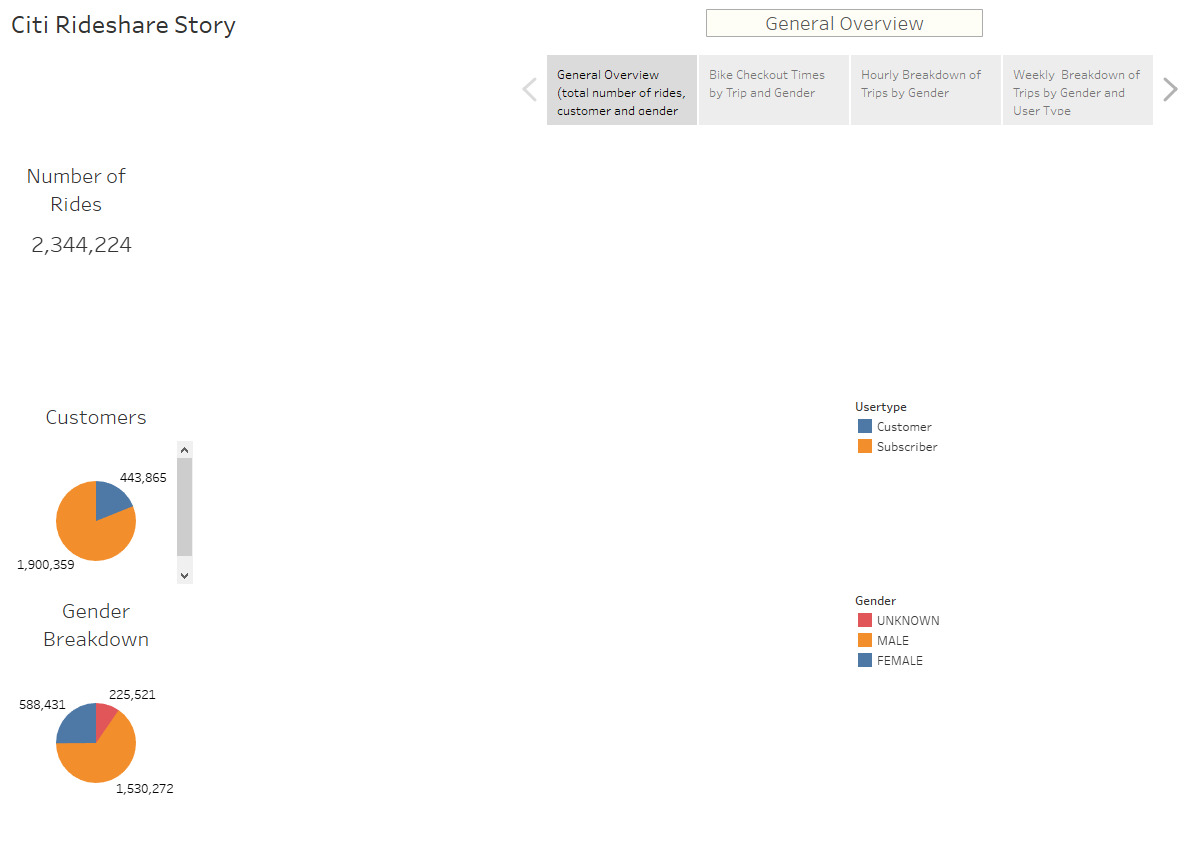 Citi Rideshare Story
General Overview
General Overview
(total number of rides,
customer and gender
Bike Checkout Times
by Trip and Gender
Hourly Breakdown of
Trips by Gender
Weekly  Breakdown of
Trips by Gender and
User Type
Number of
Rides
2,344,224
Customers
443,865
1,900,359
Usertype
Customer
Subscriber
Gender
Breakdown
225,521
588,431
1,530,272
Gender
UNKNOWN
MALE
FEMALE